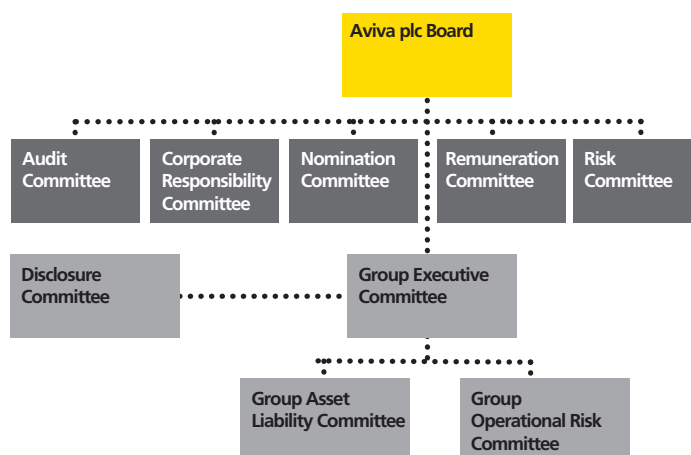 Aviva plc Board
Audit
Committee
Corporate
Responsibility
Committee
Nomination
Committee
Remuneration
Committee
Risk
Committee
Disclosure
Committee
Group Executive
Committee
Group Asset
Liability Committee
Group
Operational Risk
Committee